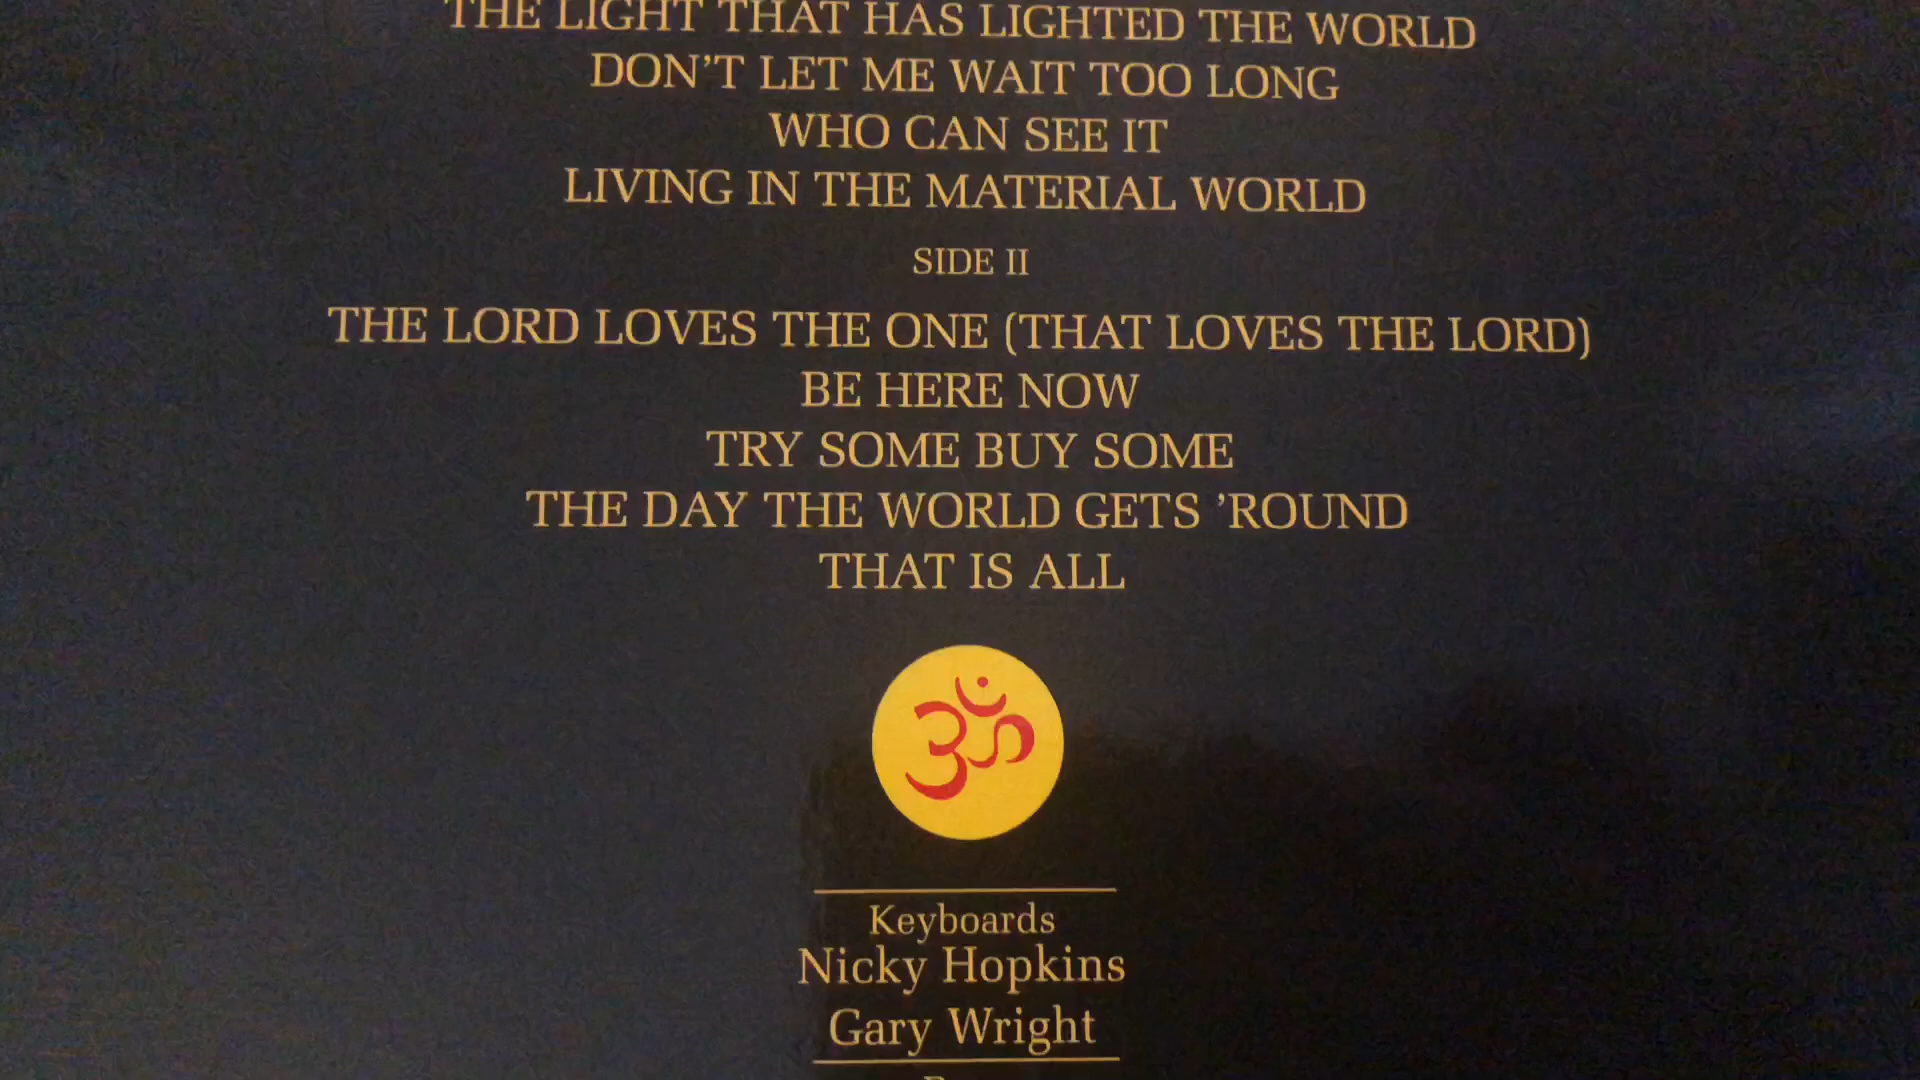 THE LIGHT THAT HAS LIGHTED THE WORLD
DON'T LET ME WAIT TOO LONG
WHO CAN SEE IT
LIVING IN THE MATERIAL WORLD
SIDE II
THE LORD LOVES THE ONE (THAT LOVES THE LORD)
BE HERE NOW
TRY SOME BUY SOME
THE DAY THE WORLD GETS 'ROUND
THAT IS ALL
ॐ
Keyboards
Nicky Hopkins
Gary Wright